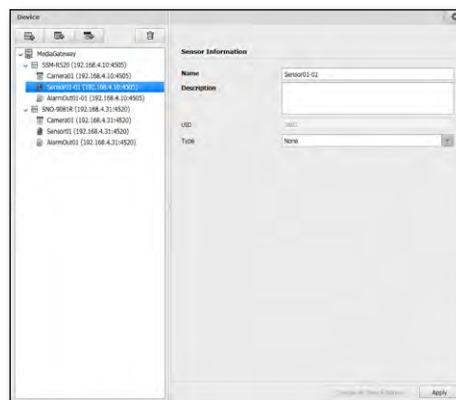 Device
MediaGateway
SSM-RS20 (192.168.4.10:4505)
Camera01 (192.168.4.10:4505)
Sensor01-01 (192.168.4.10:4505)
AlarmOut01-01 (192.168.4.10:4505)
SNO-9081R (192.168.4.31:4520)
Camera01 (192.168.4.31:4520)
Sensor01 (192.168.4.31:4520)
AlarmOut01 (192.168.4.31:4520)
Sensor Information
Name
Sensor01-01
Description
UID
Type
None
Apply